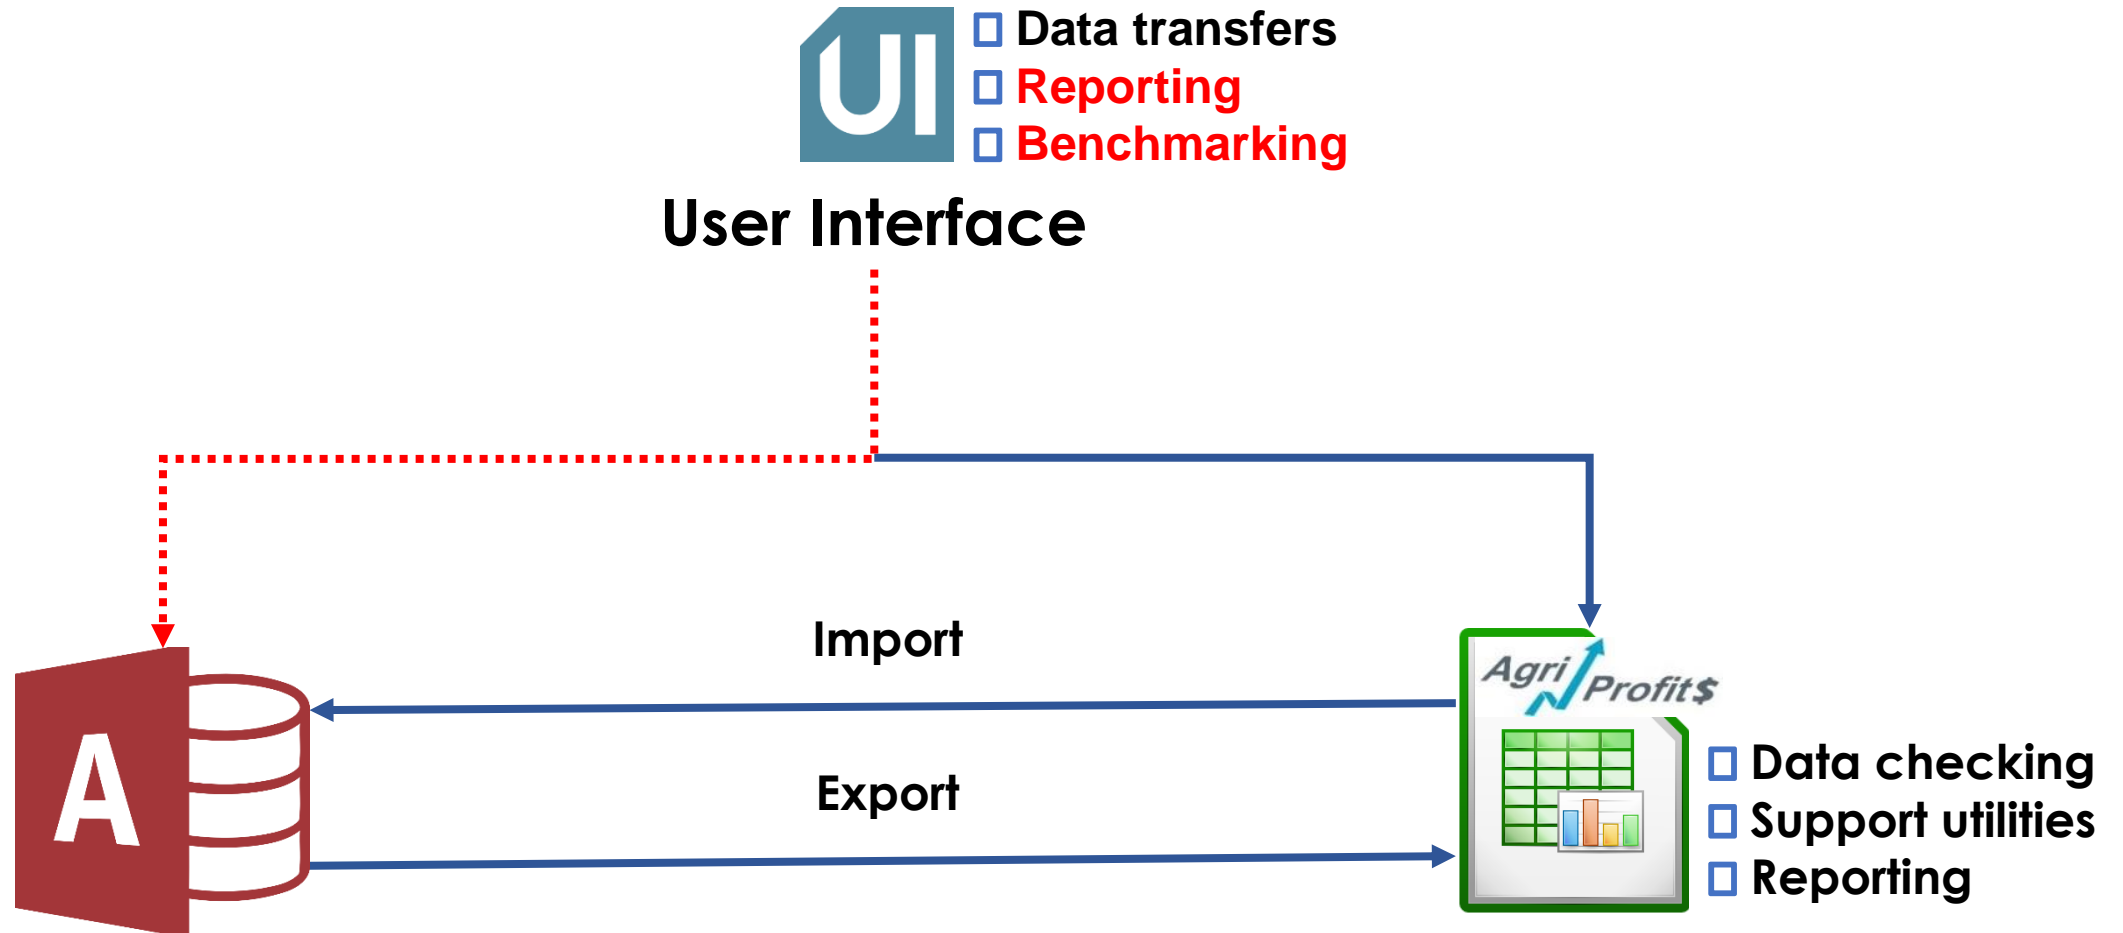 UI
Data transfers
Reporting
Benchmarking
User Interface
Import
Export
A
Agri Profit$
Data checking
Support utilities
Reporting